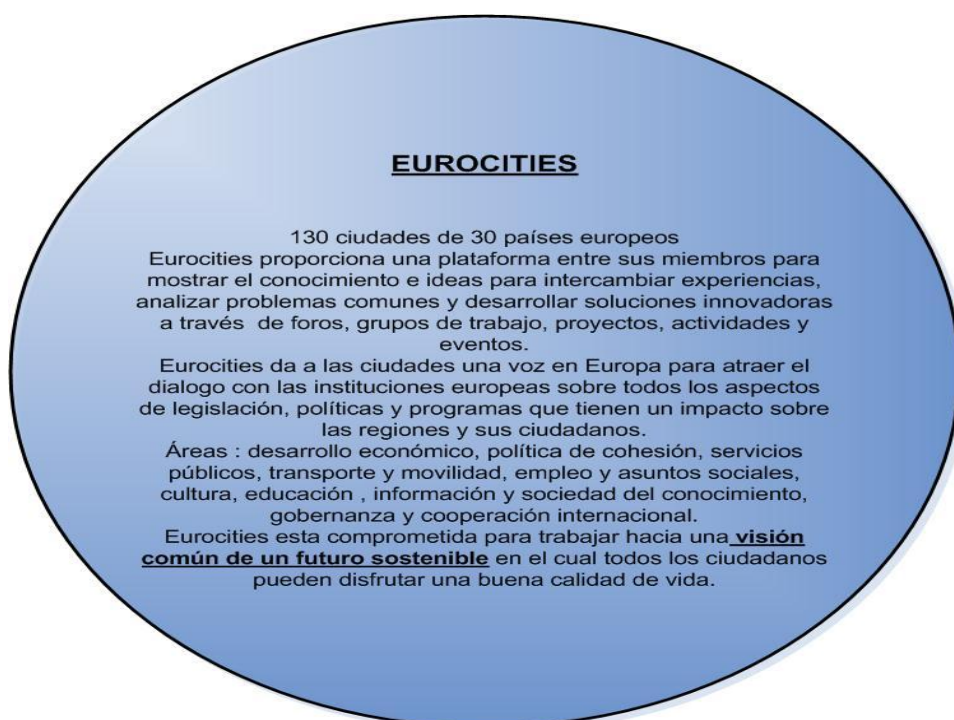 EUROCITIES
130 ciudades de 30 países europeos
Eurocities proporciona una plataforma entre sus miembros para
mostrar el conocimiento e ideas para intercambiar experiencias,
analizar problemas comunes y desarrollar soluciones innovadoras
a través de foros, grupos de trabajo, proyectos, actividades y
eventos.
Eurocities da a las ciudades una voz en Europa para atraer el
dialogo con las instituciones europeas sobre todos los aspectos
de legislación, políticas y programas que tienen un impacto sobre
las regiones y sus ciudadanos.
Áreas : desarrollo económico, política de cohesión, servicios
públicos, transporte y movilidad, empleo y asuntos sociales,
cultura, educación , información y sociedad del conocimiento,
gobernanza y cooperación internacional.
Eurocities esta comprometida para trabajar hacia una visión
común de un futuro sostenible en el cual todos los ciudadanos
pueden disfrutar una buena calidad de vida.